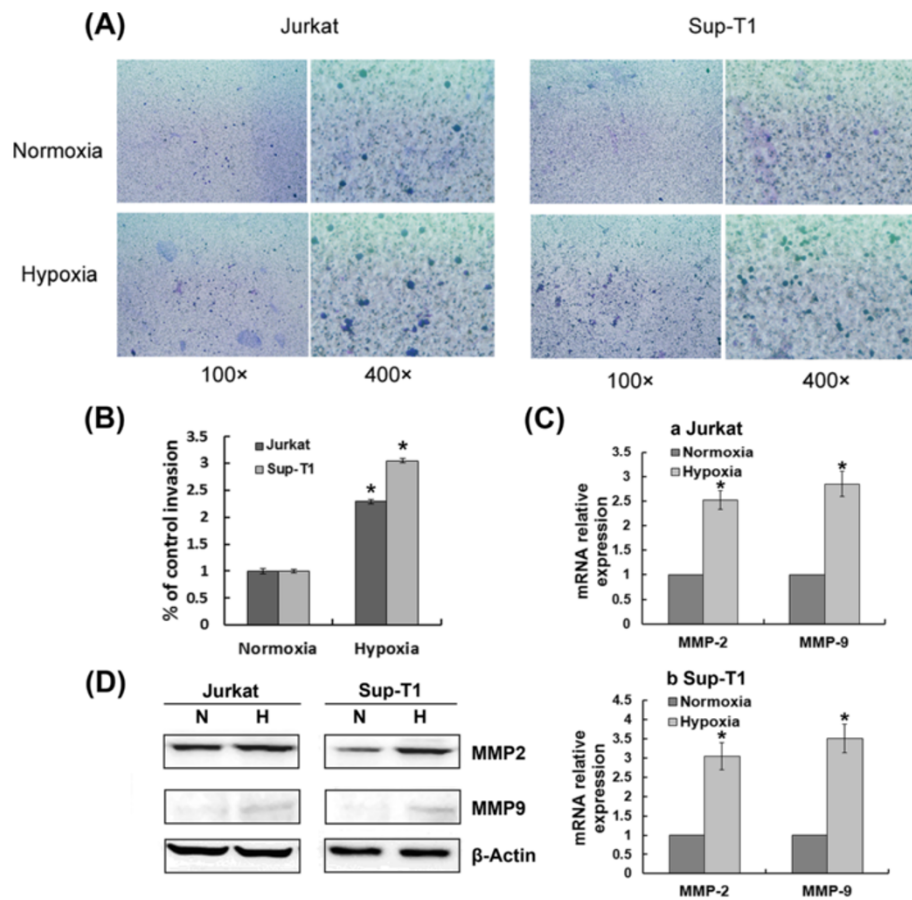 (A)
Jurkat
Sup-T1
Normoxia
Hypoxia
100×
400×
100×
400×
(B)
% of control invasion
3.5
3
2.5
2
1.5
1
0.5
0
Jurkat
Sup-T1
*
*
Normoxia
Hypoxia
(C)
a Jurkat
mRNA relative
expression
3.5
3
2.5
2
1.5
1
0.5
0
Normoxia
Hypoxia
*
*
MMP-2
MMP-9
b Sup-T1
mRNA relative
expression
4.5
4
3.5
3
2.5
2
1.5
1
0.5
0
Normoxia
Hypoxia
*
*
MMP-2
MMP-9
(D)
Jurkat
Sup-T1
N
H
N
H
MMP2
MMP9
β-Actin